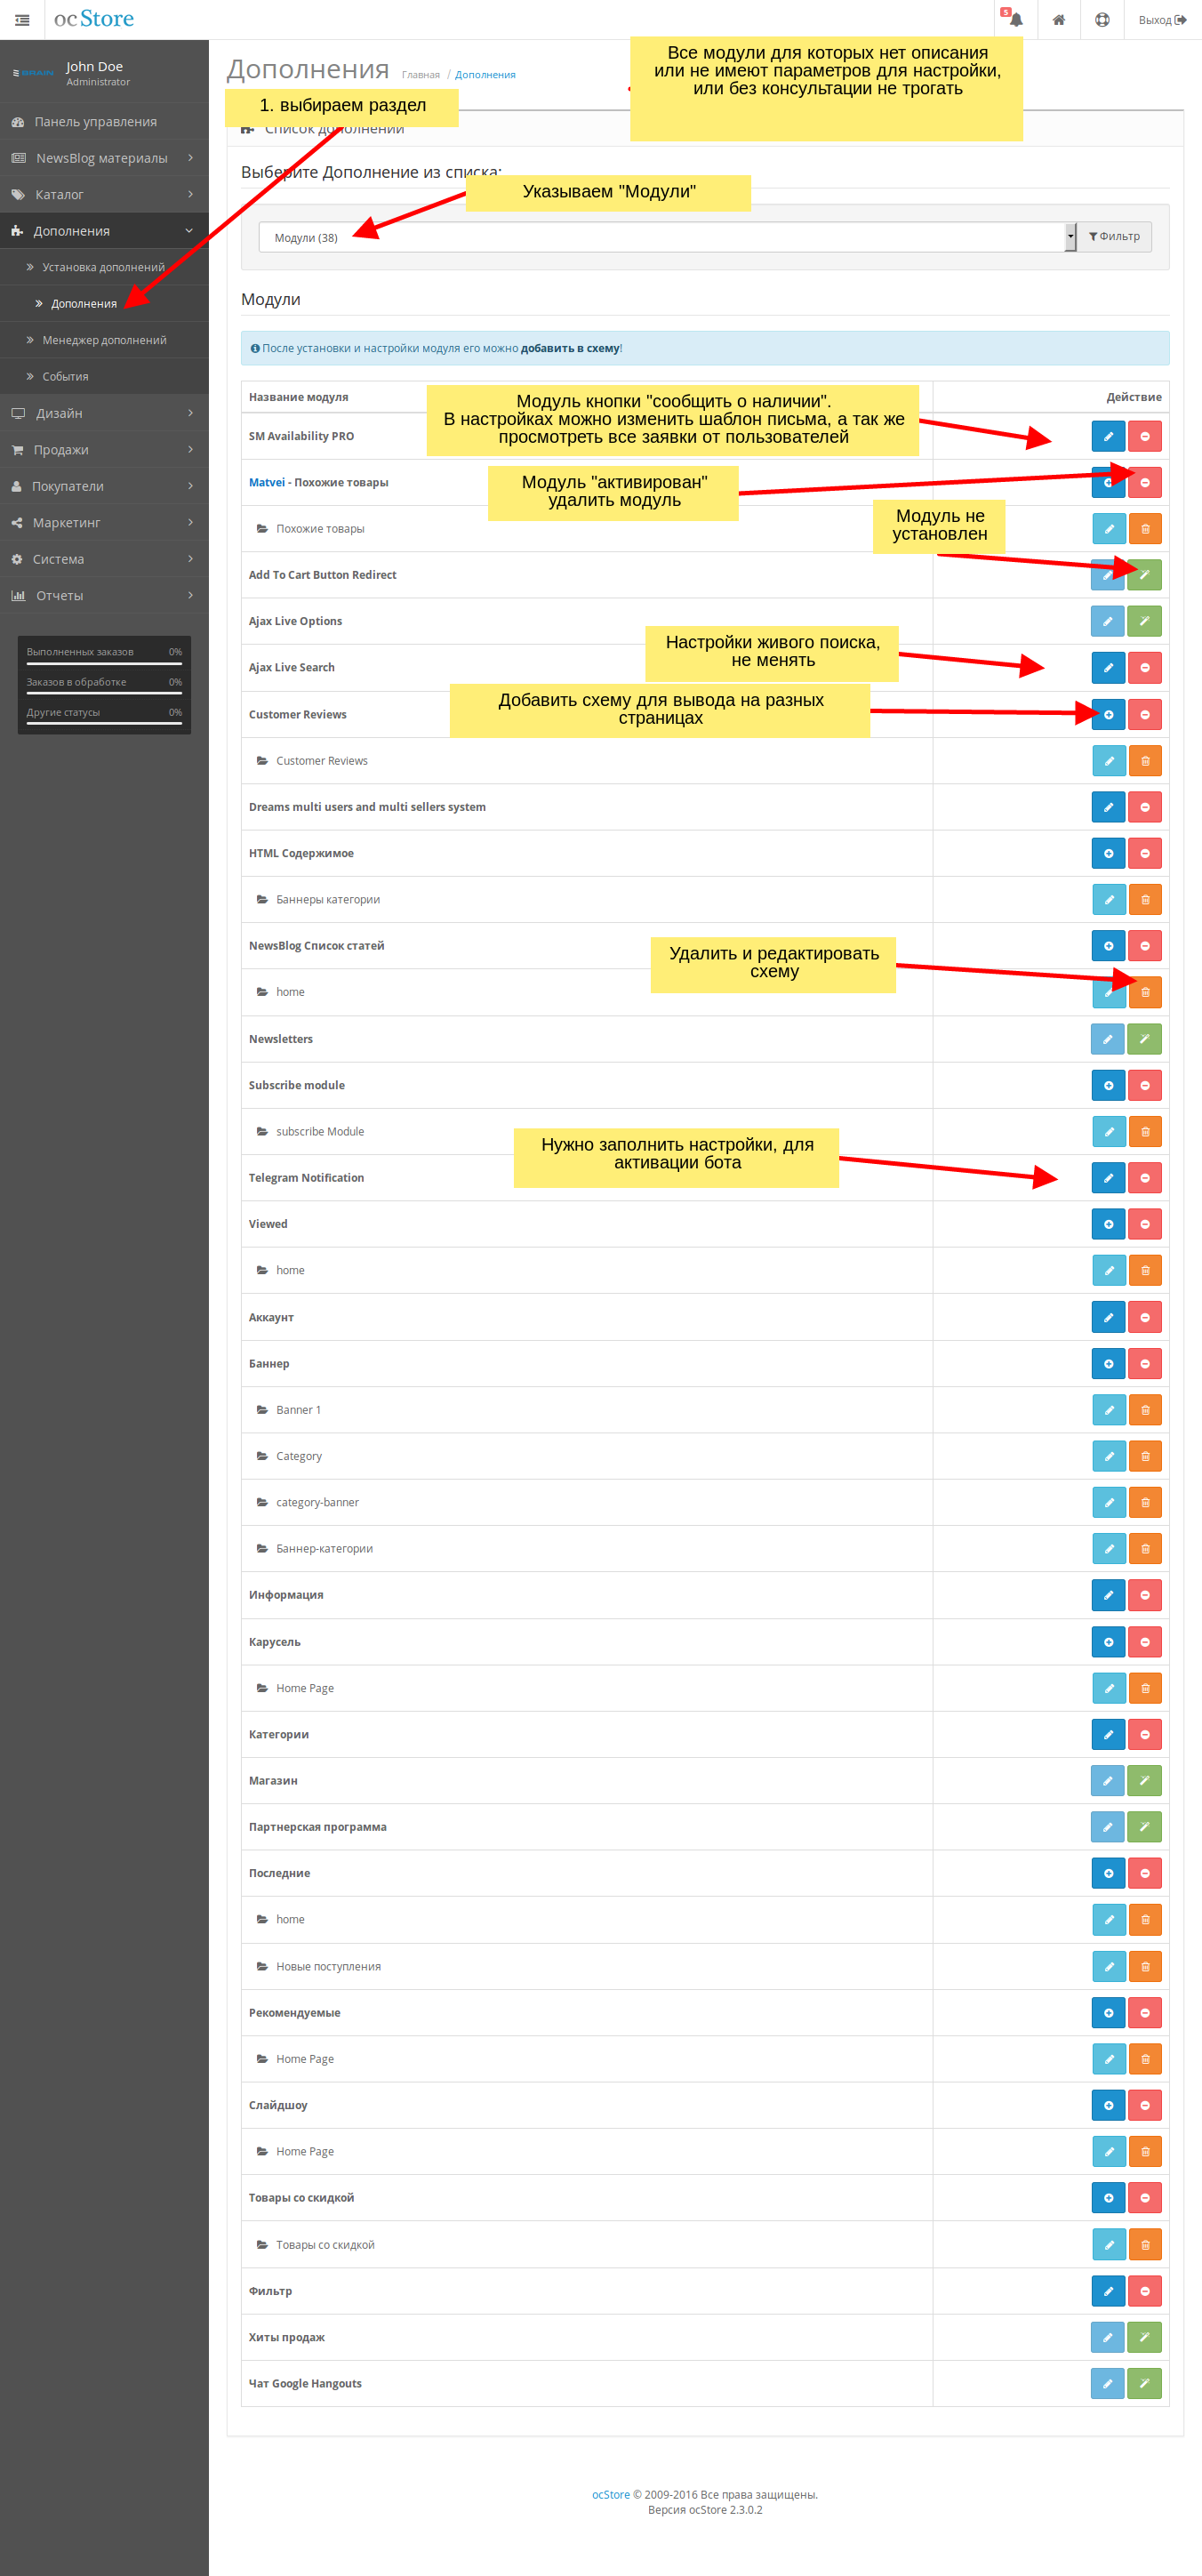 ocStore
5
Выход
John Doe
Administrator
Панель управления
NewsBlog материалы
Каталог
Дополнения
Установка дополнений
Дополнения
Менеджер дополнений
События
Дизайн
Продажи
Покупатели
Маркетинг
Система
Отчеты
Выполненных заказов 0%
Заказов в обработке 0%
Другие статусы 0%
Дополнения Главная / Дополнения
Все модули для которых нет описания
или не имеют параметров для настройки,
или без консультации не трогать
1. выбираем раздел
Список дополнений
Выберите Дополнение из списка:
Указываем "Модули"
Модули (38)
Фильтр
Модули
После установки и настройки модуля его можно добавить в схему!
Название модуля
Действие
Модуль кнопки "сообщить о наличии".
В настройках можно изменить шаблон письма, а так же
просмотреть все заявки от пользователей
SM Availability PRO
Модуль "активирован"
удалить модуль
Matvei - Похожие товары
Модуль не
установлен
Похожие товары
Add To Cart Button Redirect
Ajax Live Options
Настройки живого поиска,
не менять
Ajax Live Search
Добавить схему для вывода на разных
страницах
Customer Reviews
Customer Reviews
Dreams multi users and multi sellers system
HTML Содержимое
Баннеры категории
NewsBlog Список статей
Удалить и редактировать
схему
home
Newsletters
Subscribe module
subscribe Module
Нужно заполнить настройки, для
активации бота
Telegram Notification
Viewed
home
Аккаунт
Баннер
Banner 1
Category
category-banner
Баннер-категории
Информация
Карусель
Home Page
Категории
Магазин
Партнерская программа
Последние
home
Новые поступления
Рекомендуемые
Home Page
Слайдшоу
Home Page
Товары со скидкой
Товары со скидкой
Фильтр
Хиты продаж
Чат Google Hangouts
ocStore © 2009-2016 Все права защищены.
Версия ocStore 2.3.0.2